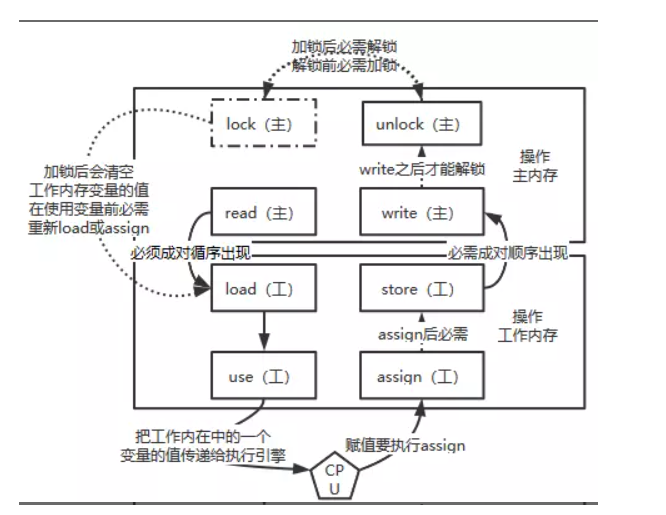 加锁后必需解锁
解锁前必需加锁
lock（主）
unlock（主）
操作
主内存
write之后才能解锁
加锁后会清空
工作内存变量的值
在使用变量前必需
重新load或assign
read（主）
write（主）
必须成对循序出现
必需成对顺序出现
load（工）
store（工）
操作
工作内存
assign后必需
use（工）
assign（工）
把工作内在中的一个
变量的值传递给执行引擎
赋值要执行assign
CP
U